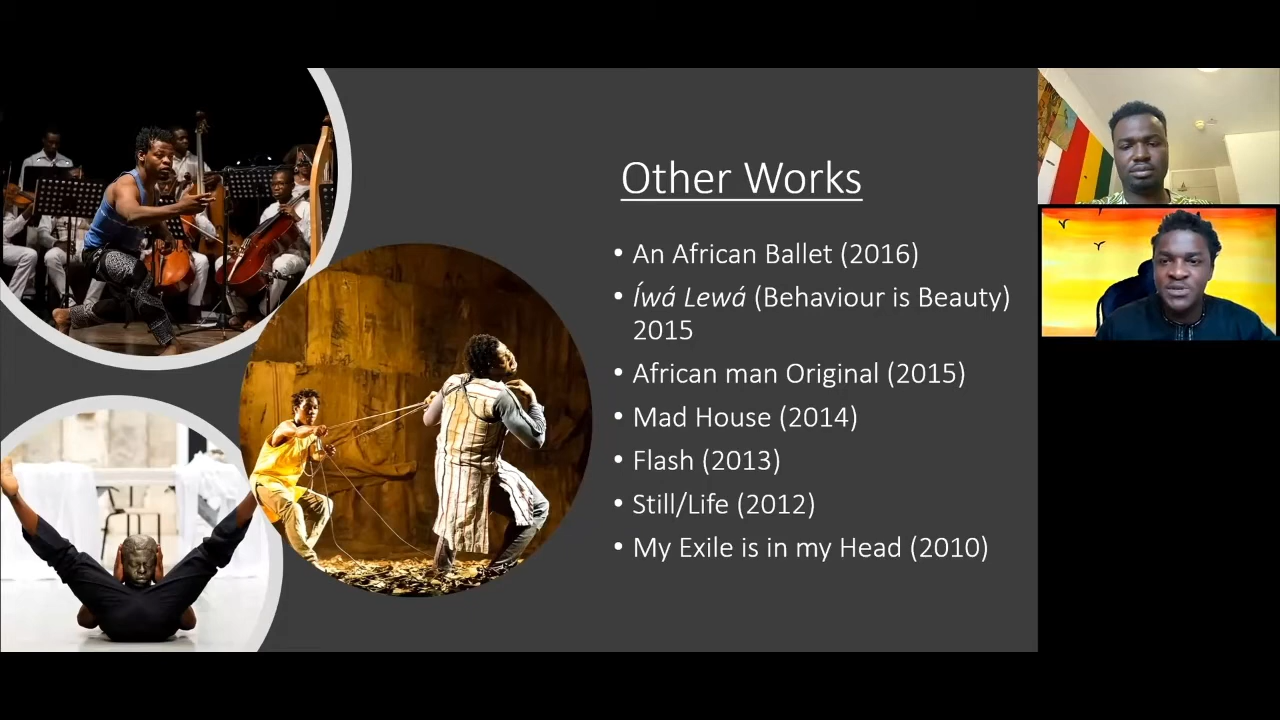 Other Works
• An African Ballet (2016)
• Íwá Lewá (Behaviour is Beauty)
2015
• African man Original (2015)
• Mad House (2014)
• Flash (2013)
• Still/Life (2012)
• My Exile is in my Head (2010)